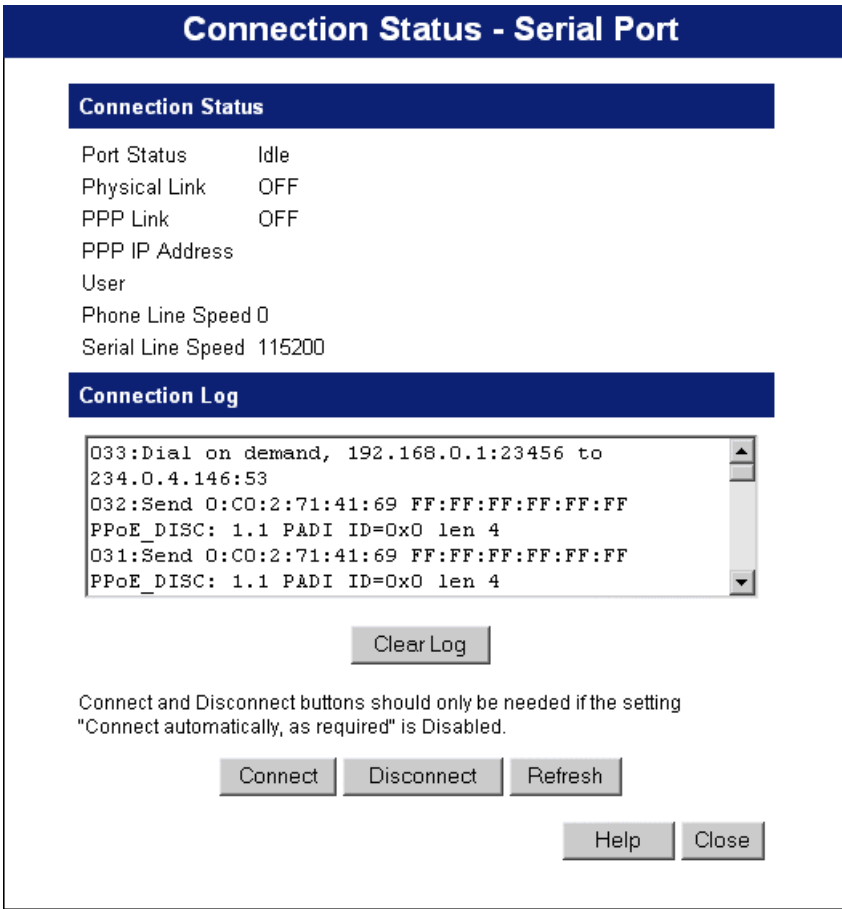 Connection Status - Serial Port
Connection Status
Port Status Idle
Physical Link OFF
PPP Link OFF
PPP IP Address
User
Phone Line Speed 0
Serial Line Speed 115200
Connection Log
033:Dial on demand, 192.168.0.1:23456 to
234.0.4.146:53
032:Send 0:C0:2:71:41:69 FF:FF:FF:FF:FF:FF
PPoE_DISC: 1.1 PADI ID=0x0 len 4
031:Send 0:C0:2:71:41:69 FF:FF:FF:FF:FF:FF
PPoE_DISC: 1.1 PADI ID=0x0 len 4
Clear Log
Connect and Disconnect buttons should only be needed if the setting
"Connect automatically, as required" is Disabled.
Connect Disconnect Refresh
Help Close